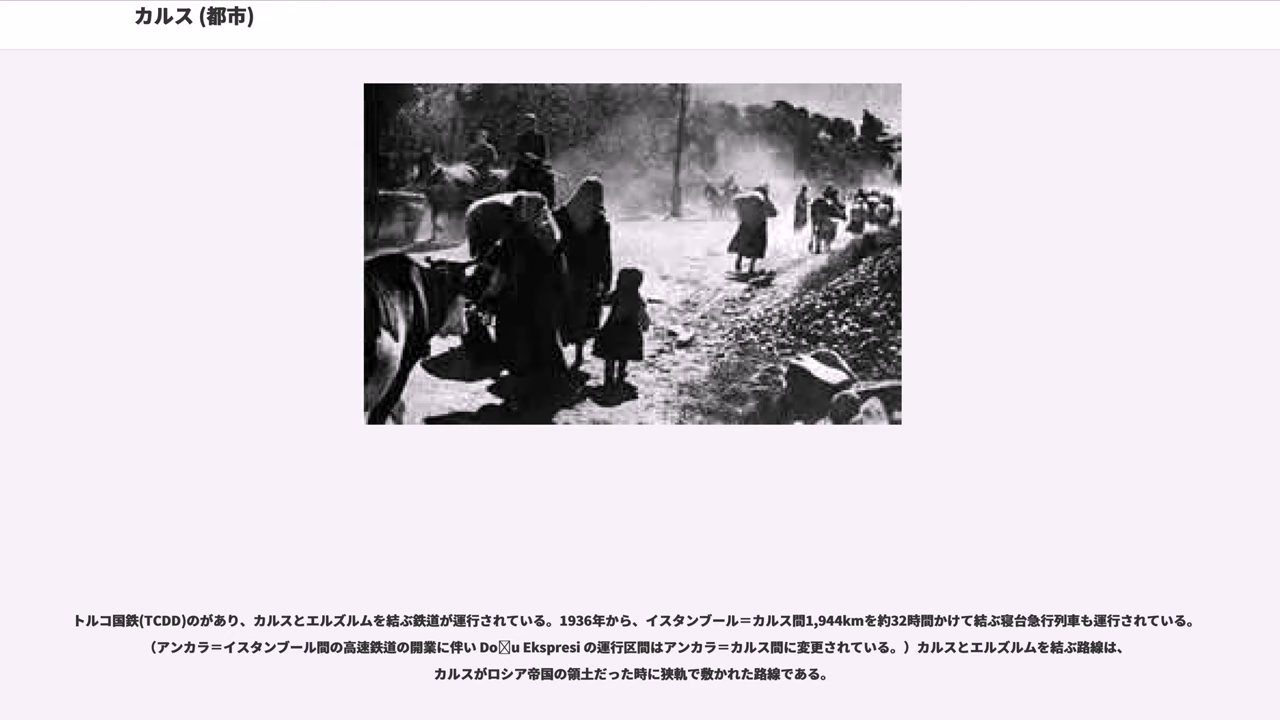 カルス (都市)
トルコ国鉄(TCDD)のがあり、カルスとエルズルムを結ぶ鉄道が運行されている。1936年から、イスタンブール＝カルス間1,944kmを約32時間かけて結ぶ寝台急行列車も運行されている。
（アンカラ＝イスタンブール間の高速鉄道の開業に伴い Do□u Ekspresi の運行区間はアンカラ＝カルス間に変更されている。）カルスとエルズルムを結ぶ路線は、
カルスがロシア帝国の領土だった時に狭軌で敷かれた路線である。